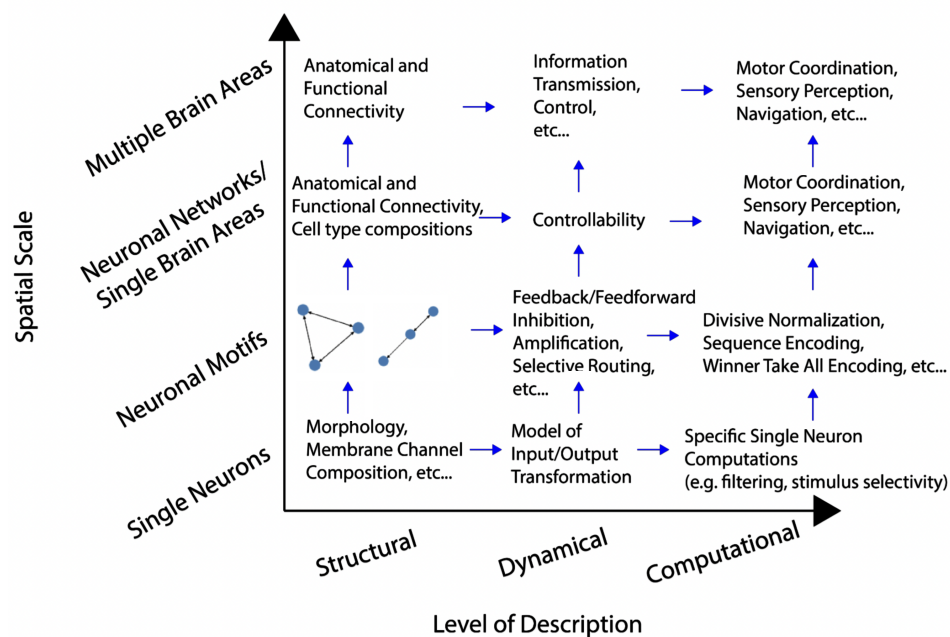 Spatial Scale
Multiple Brain Areas
Anatomical and
Functional
Connectivity
Information
Transmission,
Control,
etc...
Motor Coordination,
Sensory Perception,
Navigation, etc...
Neuronal Networks/
Single Brain Areas
Anatomical and
Functional Connectivity,
Cell type compositions
Controllability
Motor Coordination,
Sensory Perception,
Navigation, etc...
Neuronal Motifs
Feedback/Feedforward
Inhibition,
Amplification,
Selective Routing,
etc...
Divisive Normalization,
Sequence Encoding,
Winner Take All Encoding, etc...
Single Neurons
Morphology,
Membrane Channel
Composition, etc...
Model of
Input/Output
Transformation
Specific Single Neuron
Computations
(e.g. filtering, stimulus selectivity)
Structural
Dynamical
Computational
Level of Description